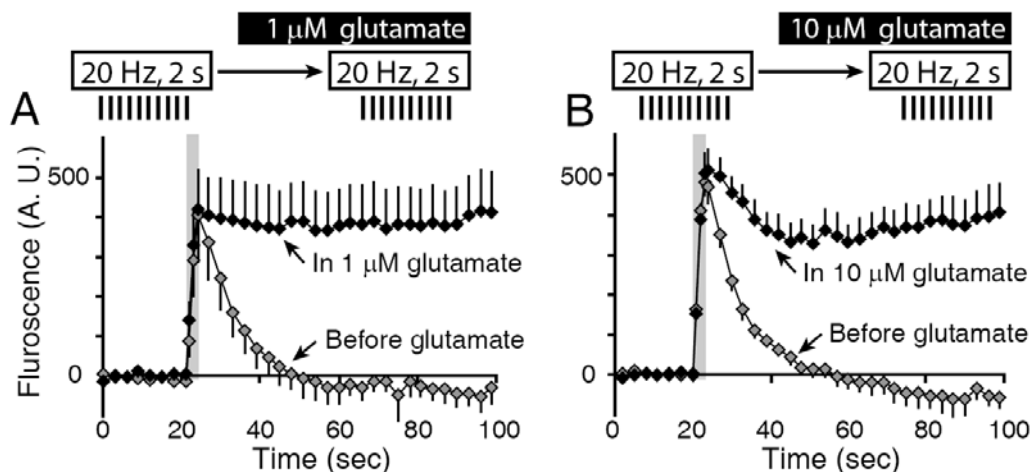 1 μM glutamate
20 Hz, 2 s
20 Hz, 2 s
A
500
0
Fluroscence (A. U.)
In 1 μM glutamate
Before glutamate
0
20
40
60
80
100
Time (sec)
10 μM glutamate
20 Hz, 2 s
20 Hz, 2 s
B
500
0
In 10 μM glutamate
Before glutamate
0
20
40
60
80
100
Time (sec)